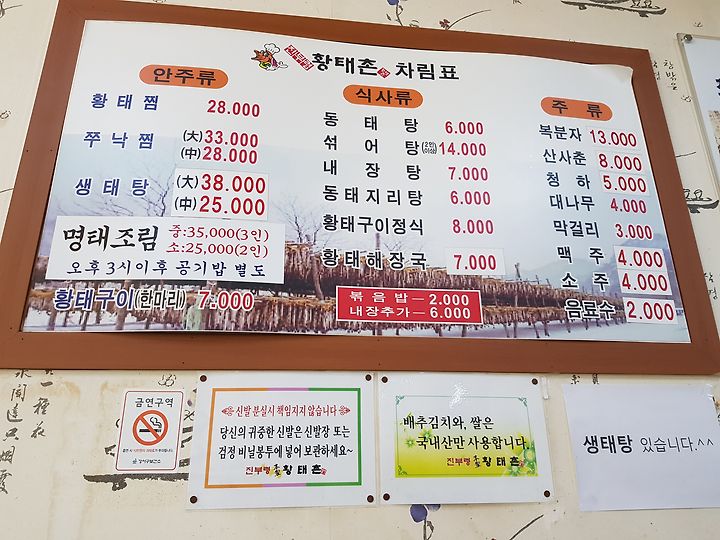 진부령 황태촌 차림표
안주류
황태찜 28.000
쭈낙찜 (大)33.000
(中)28.000
생태탕 (大)38.000
(中)25.000
명태조림 중:35,000(3인)
소:25,000(2인)
오후3시이후 공기밥 별도
황태구이(한마리) 7.000
식사류
동태탕 6.000
섞어탕(2인이상) 14.000
내장탕 7.000
동태지리탕 6.000
황태구이정식 8.000
황태해장국 7.000
볶음밥 — 2.000
내장추가 — 6.000
주류
복분자 13.000
산사춘 8.000
청하 5.000
대나무 4.000
막걸리 3.000
맥주 4.000
소주 4.000
음료수 2.000
금연구역
강서구보건소
신발 분실시 책임지지 않습니다
당신의 귀중한 신발은 신발장 또는
검정 비닐봉투에 넣어 보관하세요~
진부령 황태촌
배추김치와, 쌀은
국내산만 사용합니다
진부령 황태촌
생태탕 있습니다.^^